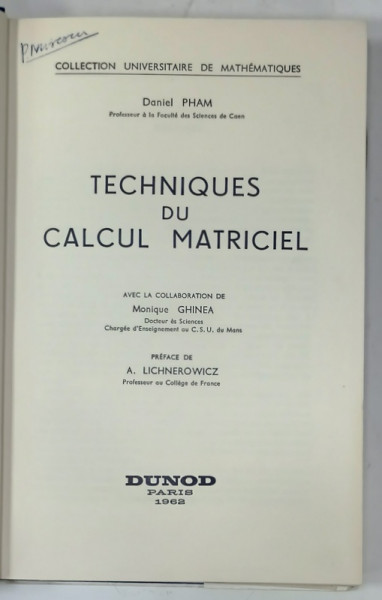 COLLECTION UNIVERSITAIRE DE MATHÉMATIQUES
Daniel PHAM
Professeur à la Faculté des Sciences de Caen
TECHNIQUES
DU
CALCUL MATRICIEL
AVEC LA COLLABORATION DE
Monique GHINEA
Docteur ès Sciences
Chargée d'Enseignement au C. S. U. du Mans
PRÉFACE DE
A. LICHNEROWICZ
Professeur au Collège de France
DUNOD
PARIS
1962